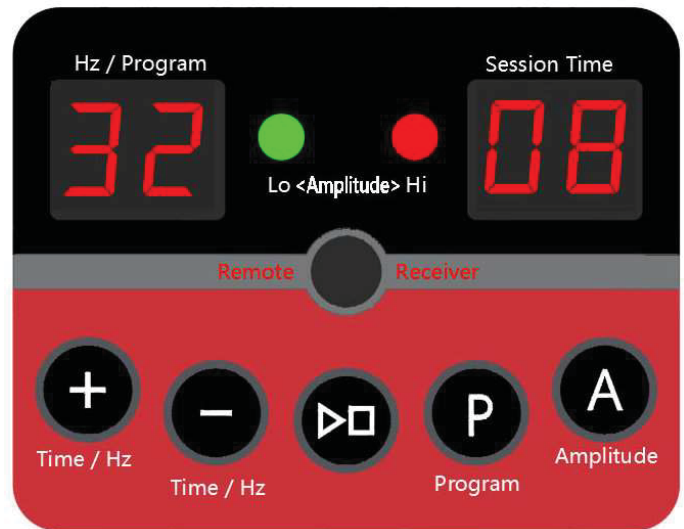 Hz / Program
Session Time
32
08
Lo <Amplitude> Hi
Remote Receiver
+
-
P
A
Time / Hz
Time / Hz
Program
Amplitude